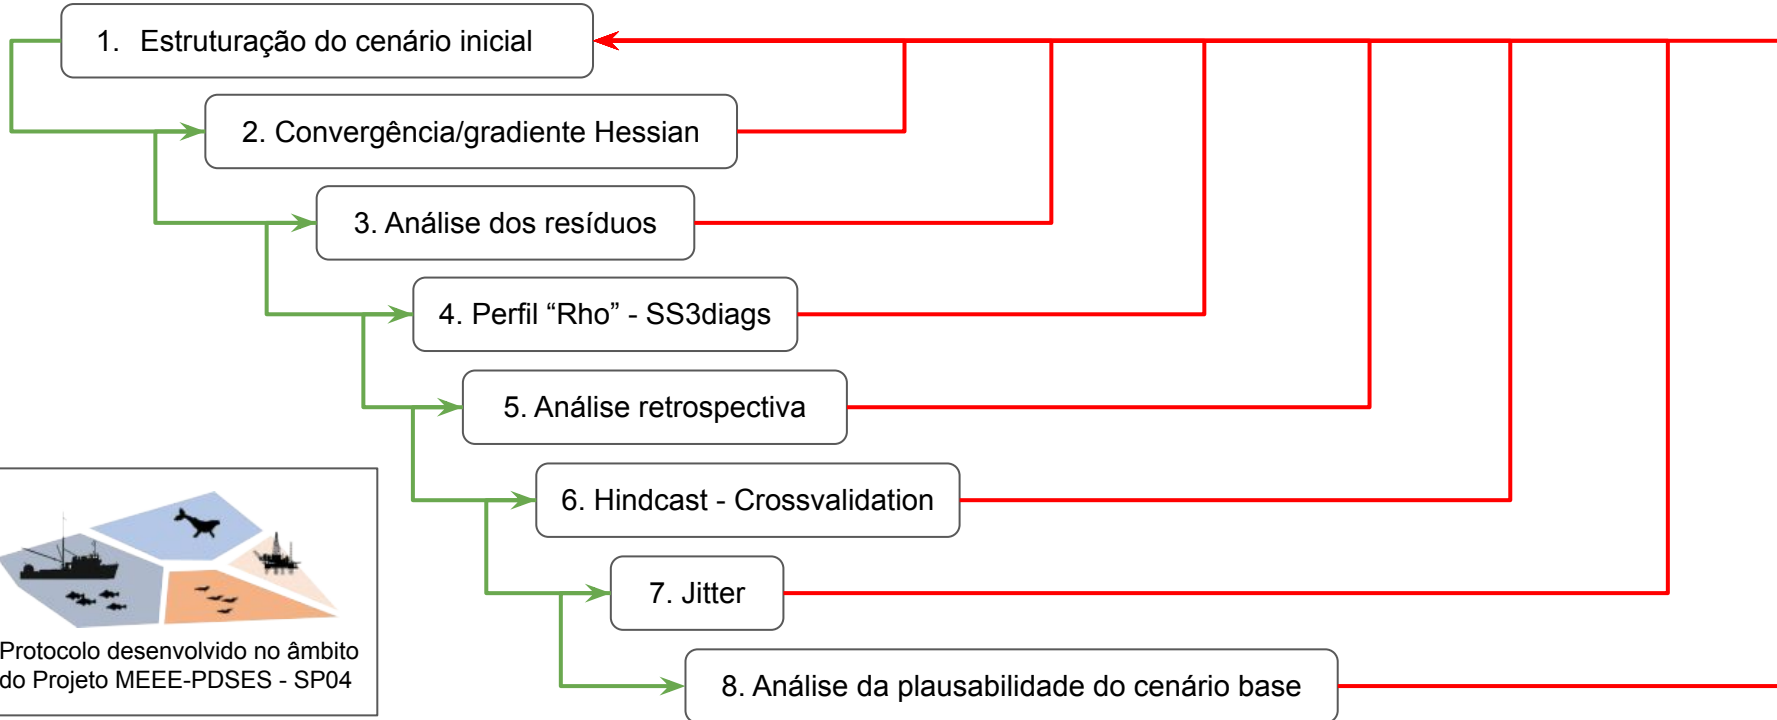 1. Estruturação do cenário inicial
2. Convergência/gradiente Hessian
3. Análise dos resíduos
4. Perfil “Rho” - SS3diags
5. Análise retrospectiva
6. Hindcast - Crossvalidation
7. Jitter
8. Análise da plausabilidade do cenário base
Protocolo desenvolvido no âmbito
do Projeto MEEE-PDSES - SP04